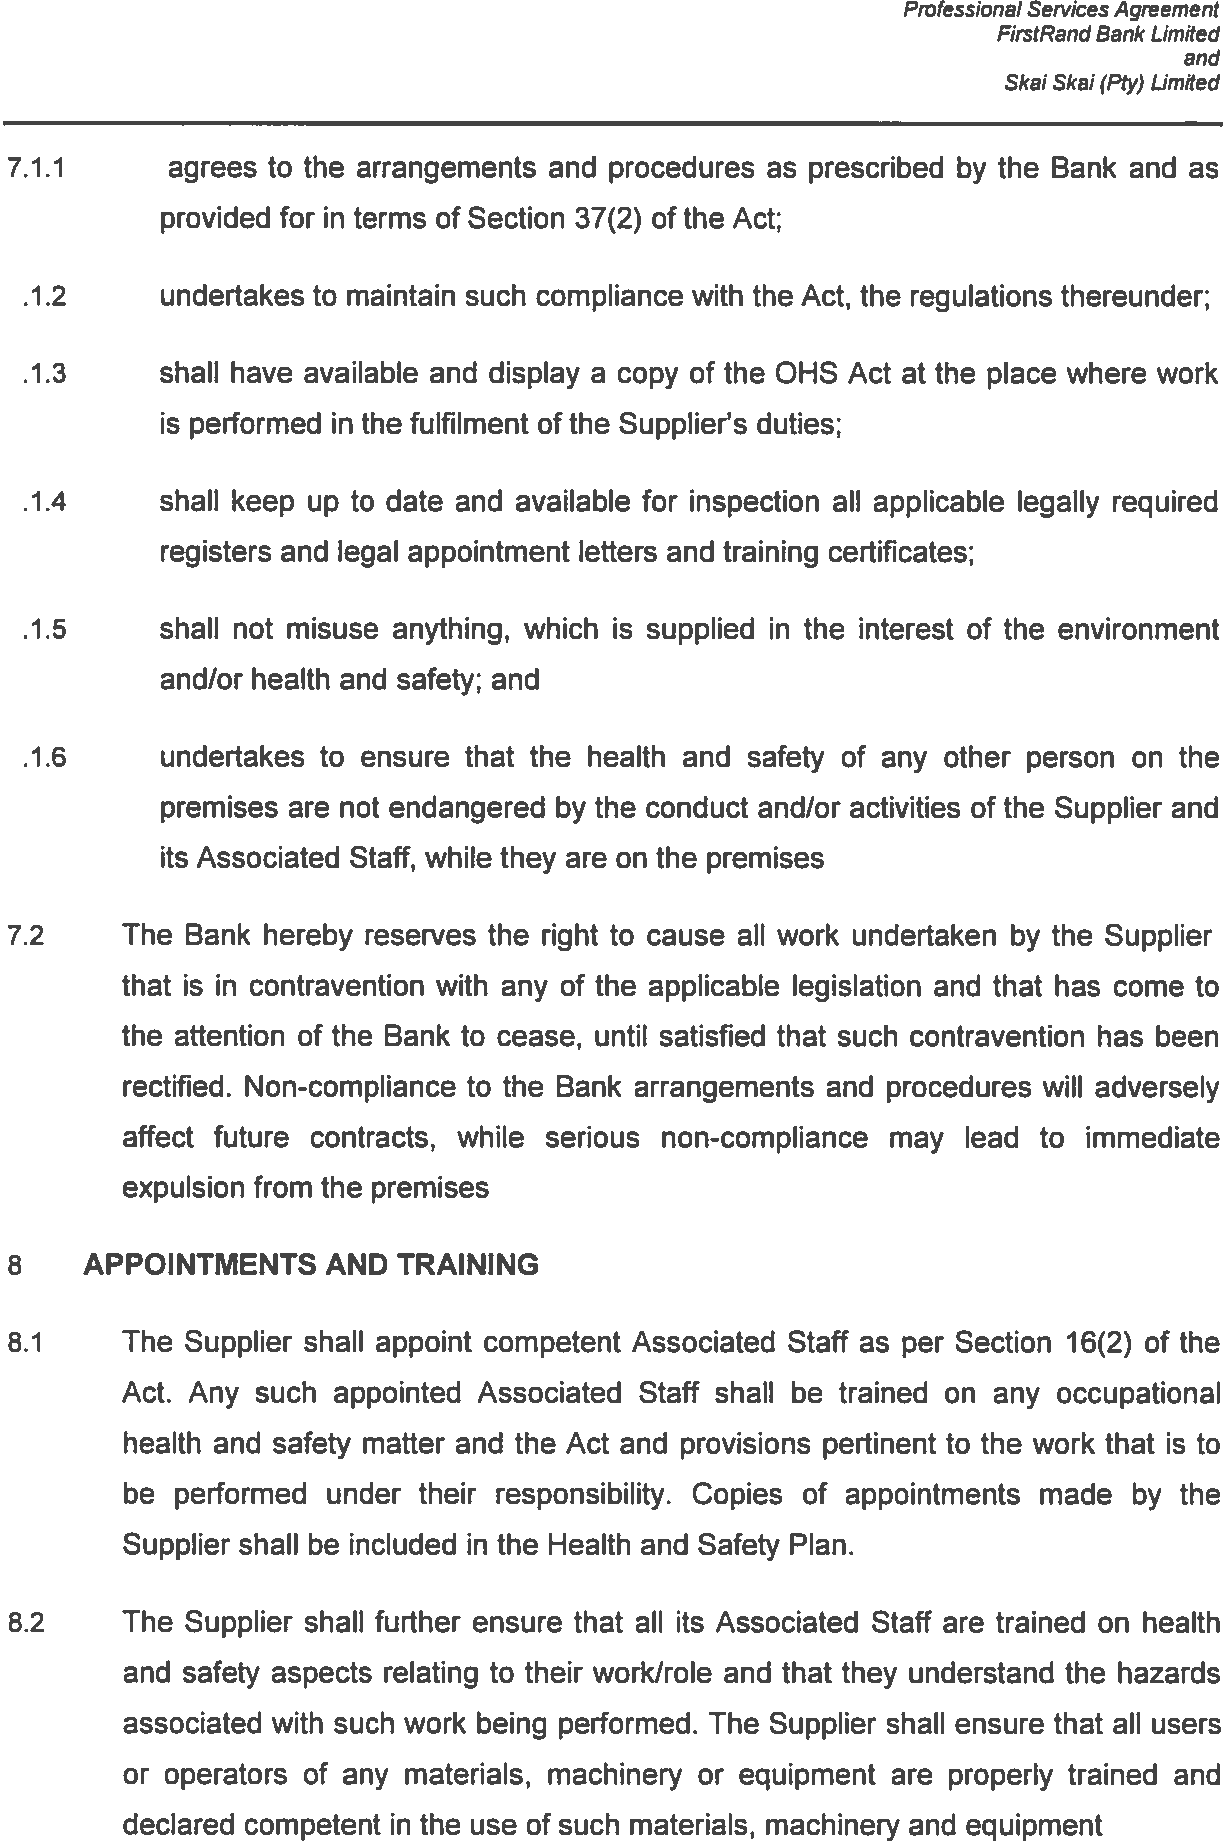 Professional Services Agreement
FirstRand Bank Limited
and
Skai Skai (Pty) Limited
7.1.1 agrees to the arrangements and procedures as prescribed by the Bank and as
provided for in terms of Section 37(2) of the Act;
.1.2 undertakes to maintain such compliance with the Act, the regulations thereunder;
.1.3 shall have available and display a copy of the OHS Act at the place where work
is performed in the fulfilment of the Supplier's duties;
.1.4 shall keep up to date and available for inspection all applicable legally required
registers and legal appointment letters and training certificates;
.1.5 shall not misuse anything, which is supplied in the interest of the environment
and/or health and safety; and
.1.6 undertakes to ensure that the health and safety of any other person on the
premises are not endangered by the conduct and/or activities of the Supplier and
its Associated Staff, while they are on the premises
7.2 The Bank hereby reserves the right to cause all work undertaken by the Supplier
that is in contravention with any of the applicable legislation and that has come to
the attention of the Bank to cease, until satisfied that such contravention has been
rectified. Non-compliance to the Bank arrangements and procedures will adversely
affect future contracts, while serious non-compliance may lead to immediate
expulsion from the premises
8 APPOINTMENTS AND TRAINING
8.1 The Supplier shall appoint competent Associated Staff as per Section 16(2) of the
Act. Any such appointed Associated Staff shall be trained on any occupational
health and safety matter and the Act and provisions pertinent to the work that is to
be performed under their responsibility. Copies of appointments made by the
Supplier shall be included in the Health and Safety Plan.
8.2 The Supplier shall further ensure that all its Associated Staff are trained on health
and safety aspects relating to their work/role and that they understand the hazards
associated with such work being performed. The Supplier shall ensure that all users
or operators of any materials, machinery or equipment are properly trained and
declared competent in the use of such materials, machinery and equipment